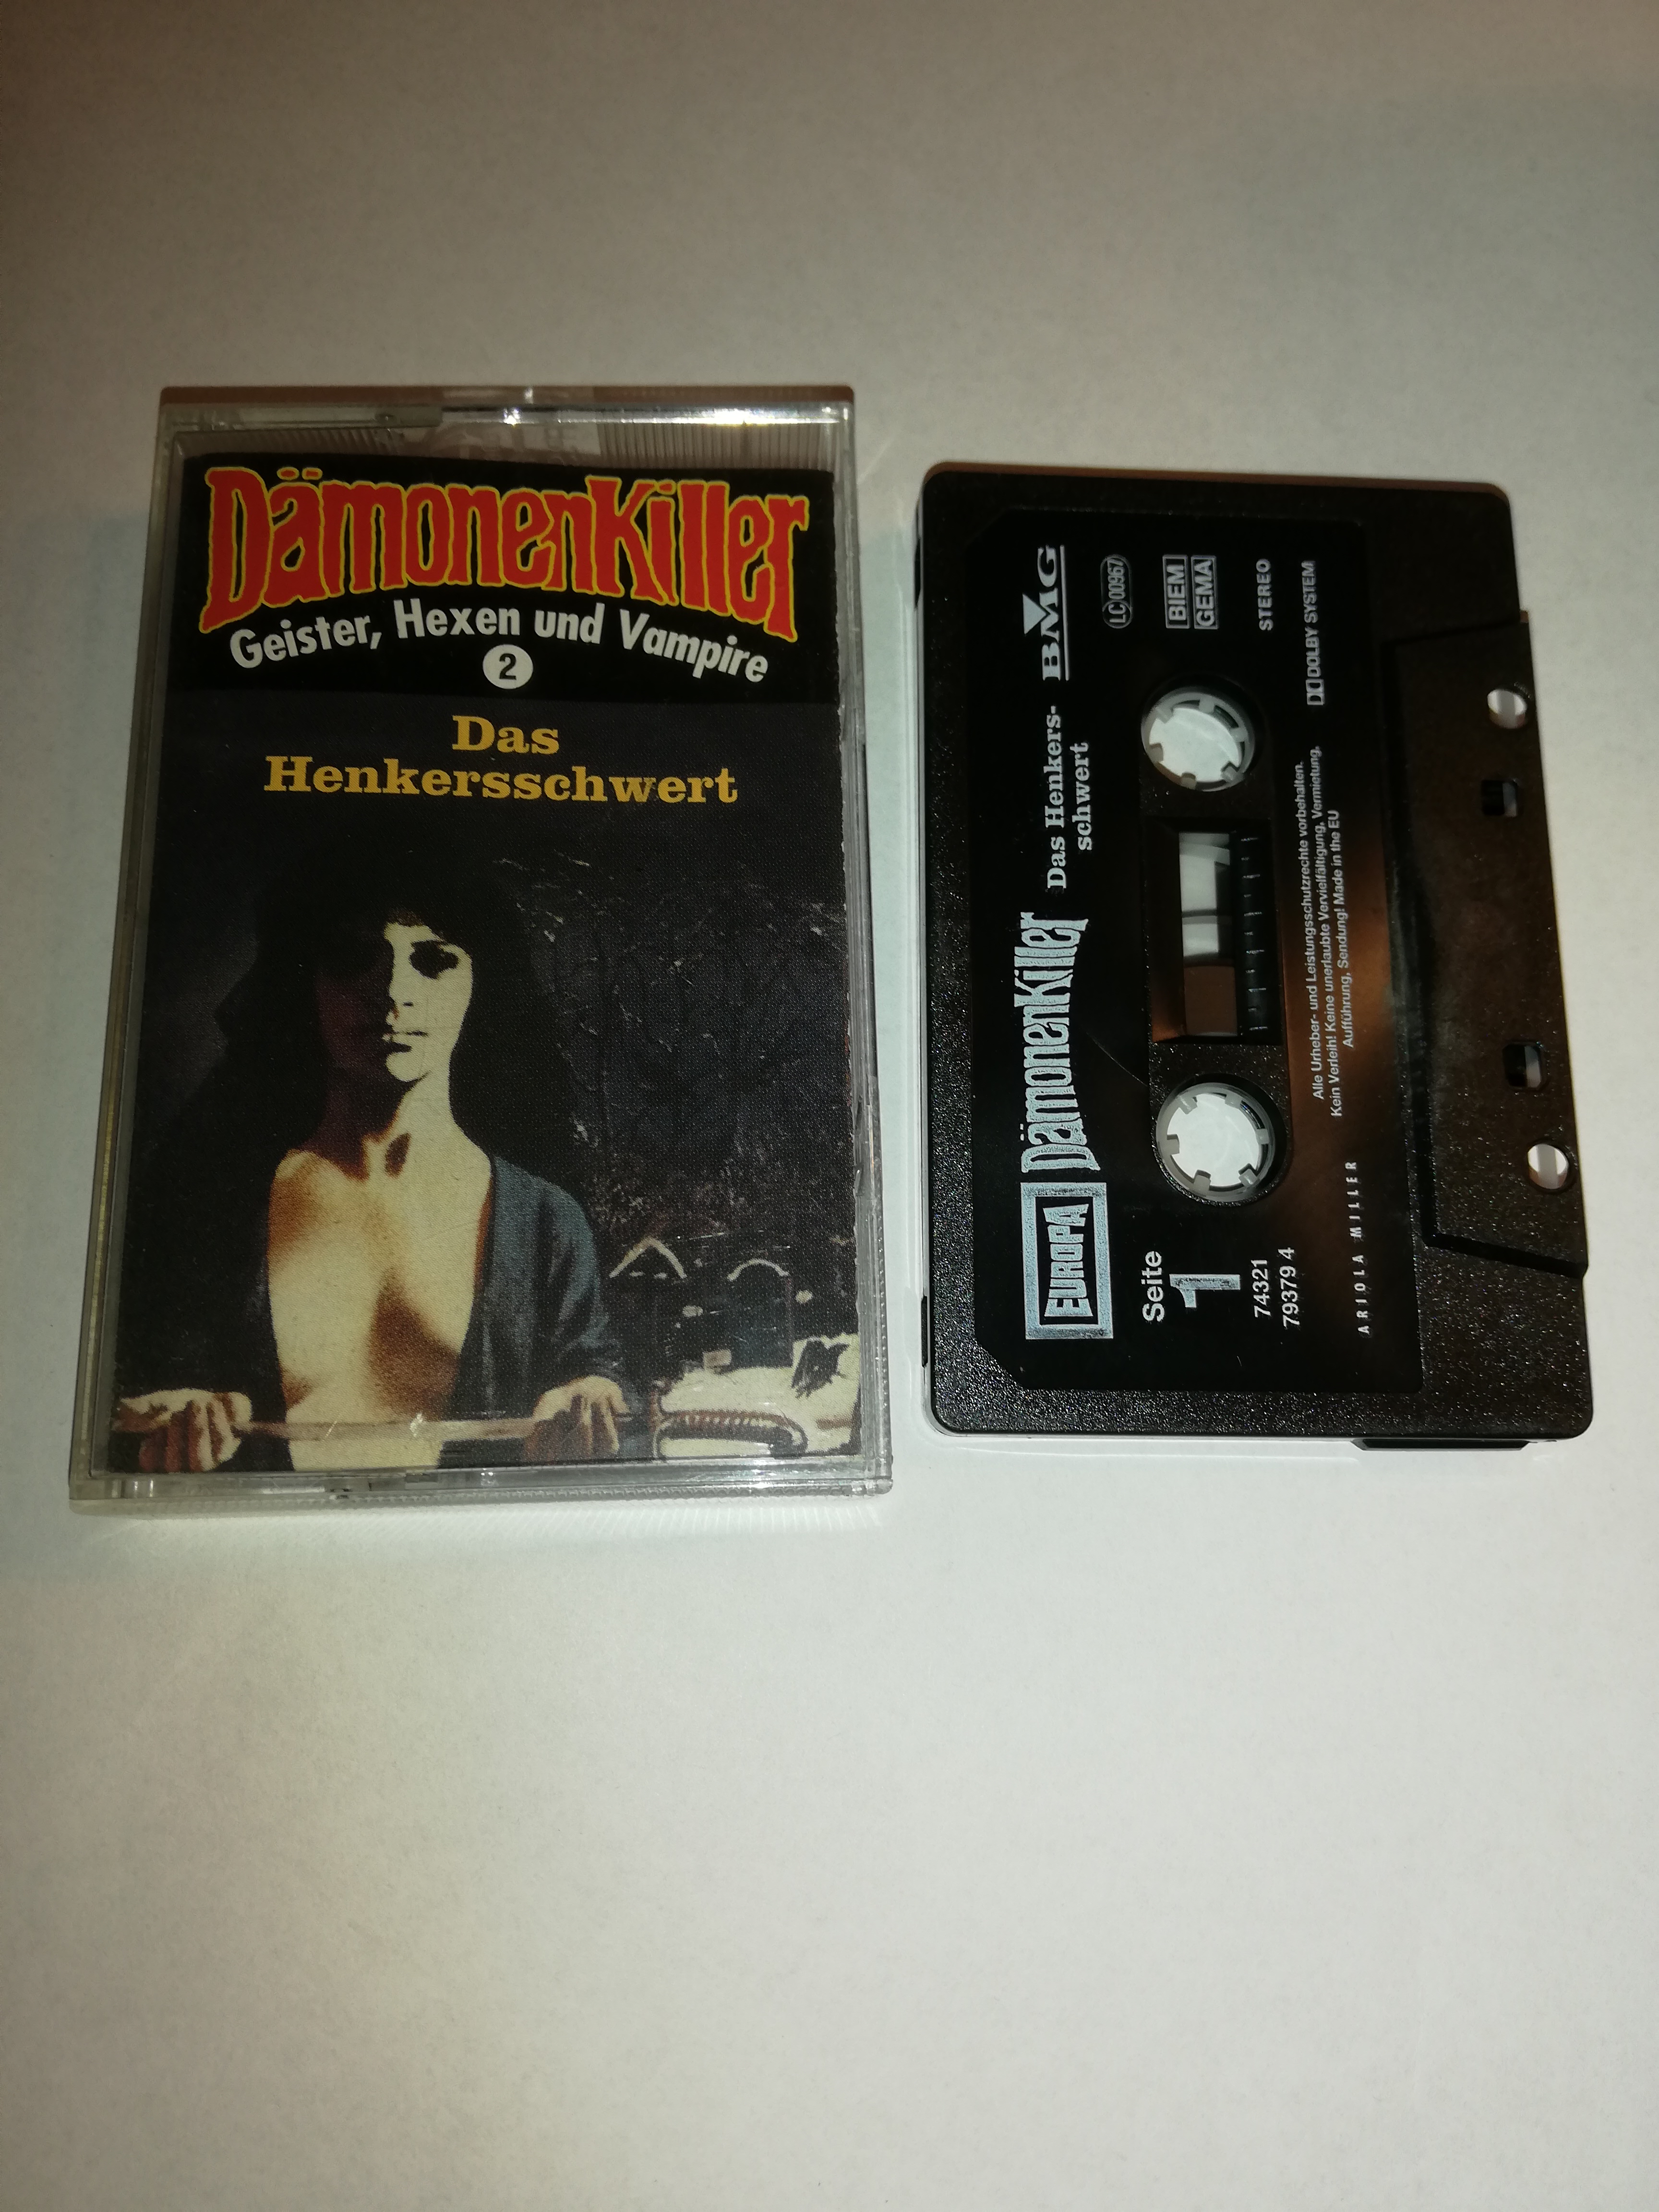 DämonenKiller
Geister, Hexen und Vampire
2
Das
Henkersschwert
EUROPA DämonenKiller Das Henkers-
schwert
BMG
LC 00967
Seite
1
BIEM
GEMA
74321
79379 4
STEREO
DOLBY SYSTEM
Alle Urheber- und Leistungsschutzrechte vorbehalten.
Kein Verleih! Keine unerlaubte Vervielfältigung, Vermietung,
Aufführung, Sendung! Made in the EU
ARIOLA MILLER